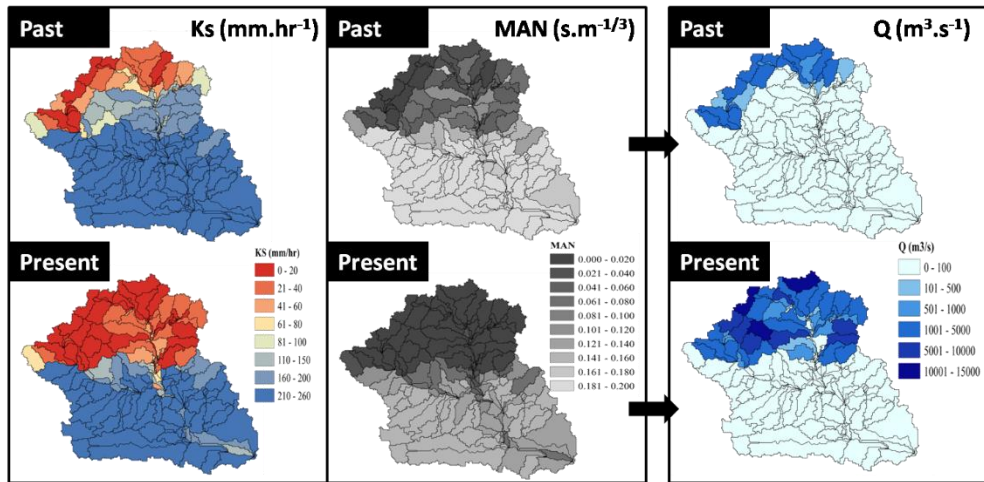 Past
Ks (mm.hr⁻¹)
Past
MAN (s.m⁻¹/³)
Past
Q (m³.s⁻¹)
Present
KS (mm/hr)
0 - 20
21 - 40
41 - 60
61 - 80
81 - 100
110 - 150
160 - 200
210 - 260
Present
MAN
0.000 - 0.020
0.021 - 0.040
0.041 - 0.060
0.061 - 0.080
0.081 - 0.100
0.101 - 0.120
0.121 - 0.140
0.141 - 0.160
0.161 - 0.180
0.181 - 0.200
Present
Q (m3/s)
0 - 100
101 - 500
501 - 1000
1001 - 5000
5001 - 10000
10001 - 15000